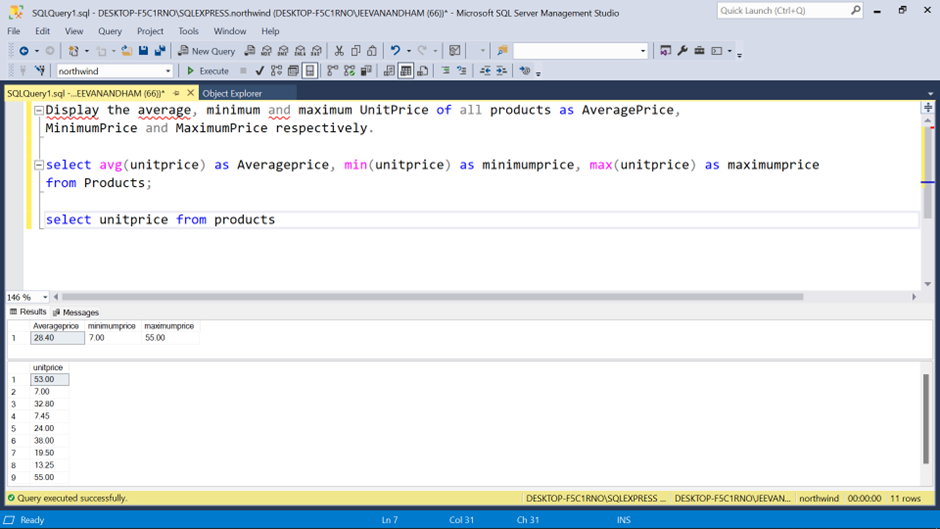 SQLQuery1.sql - DESKTOP-F5C1RNO\SQLEXPRESS.northwind (DESKTOP-F5C1RNO\JEEVANANDHAM (66))* - Microsoft SQL Server Management Studio
Quick Launch (Ctrl+Q)
File Edit View Query Project Tools Window Help
New Query
northwind Execute
SQLQuery1.sql -...EEVANANDHAM (66))* Object Explorer
Display the average, minimum and maximum UnitPrice of all products as AveragePrice,
MinimumPrice and MaximumPrice respectively.
select avg(unitprice) as Averageprice, min(unitprice) as minimumprice, max(unitprice) as maximumprice
from Products;
select unitprice from products
146 %
Results Messages
Averageprice minimumprice maximumprice
1 28.40 7.00 55.00
unitprice
1 53.00
2 7.00
3 32.80
4 7.45
5 24.00
6 38.00
7 19.50
8 13.25
9 55.00
Query executed successfully. DESKTOP-F5C1RNO\SQLEXPRESS ... DESKTOP-F5C1RNO\JEEVAN... northwind 00:00:00 11 rows
Ready Ln 7 Col 31 Ch 31 INS